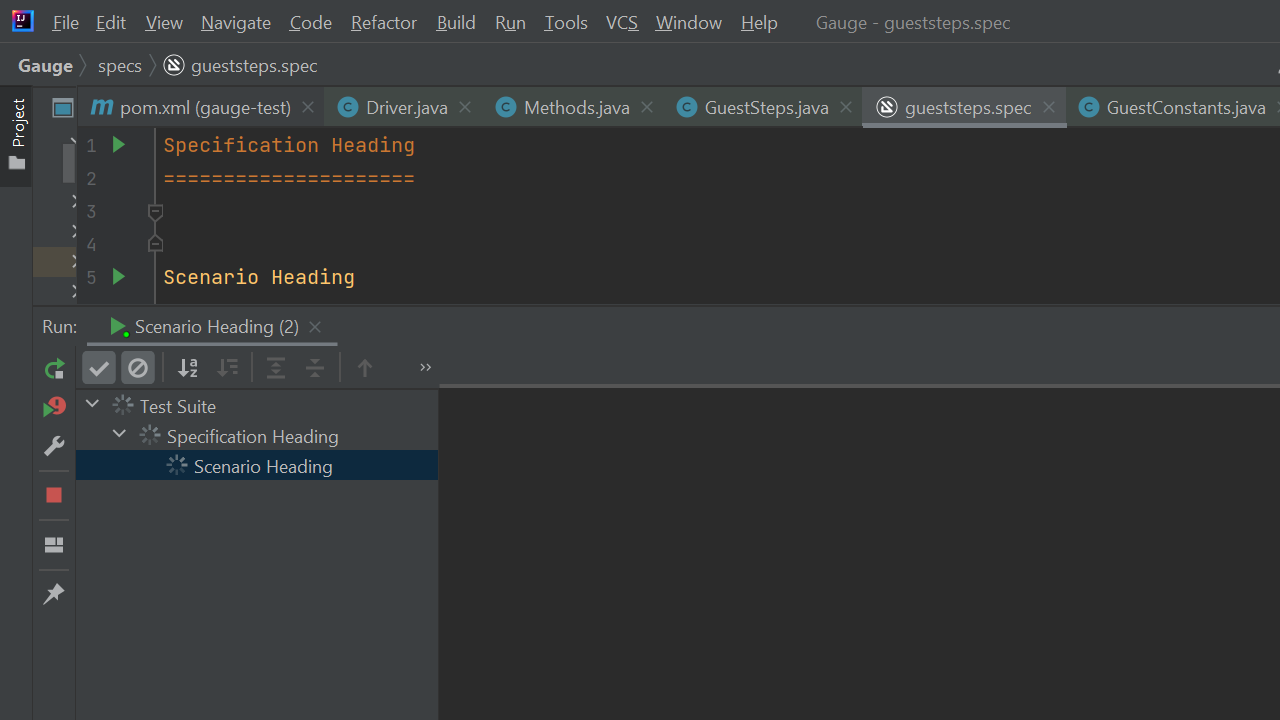 File Edit View Navigate Code Refactor Build Run Tools VCS Window Help Gauge - gueststeps.spec
Gauge specs gueststeps.spec
Project
pom.xml (gauge-test) Driver.java Methods.java GuestSteps.java gueststeps.spec GuestConstants.java
1 Specification Heading
2 =====================
3
4
5 Scenario Heading
Run: Scenario Heading (2)
Test Suite
Specification Heading
Scenario Heading